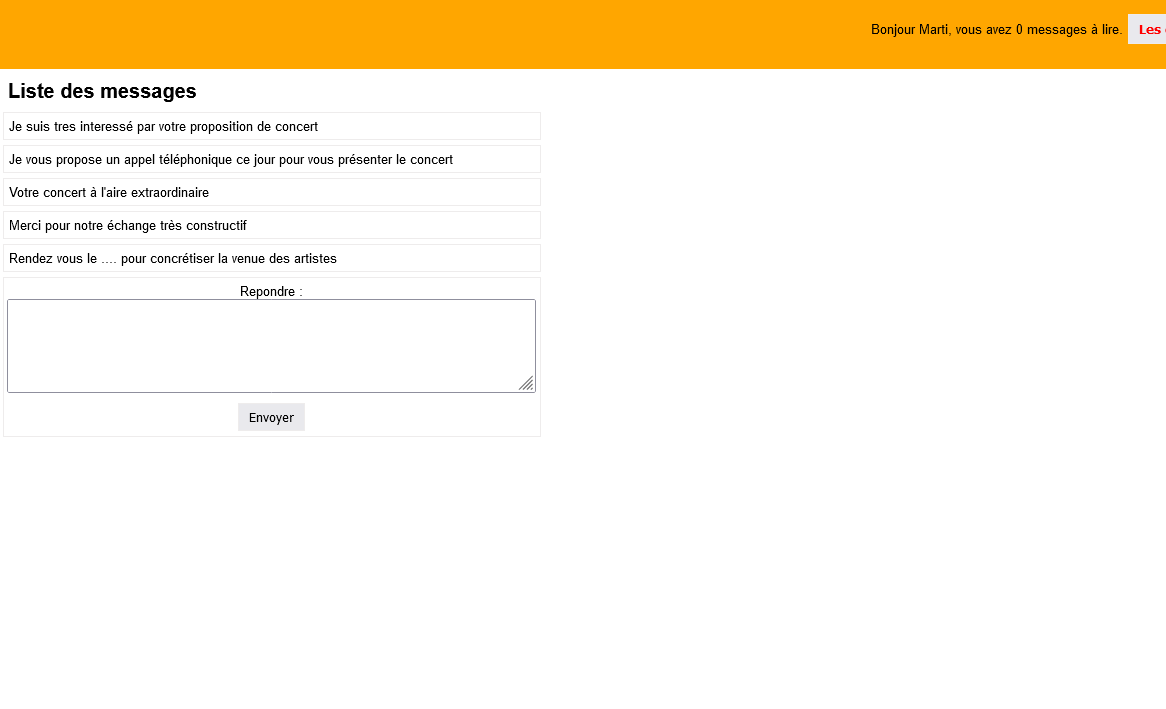 Bonjour Marti, vous avez 0 messages à lire. Les
Liste des messages
Je suis tres interessé par votre proposition de concert
Je vous propose un appel téléphonique ce jour pour vous présenter le concert
Votre concert à l'aire extraordinaire
Merci pour notre échange très constructif
Rendez vous le .... pour concrétiser la venue des artistes
Repondre :
Envoyer